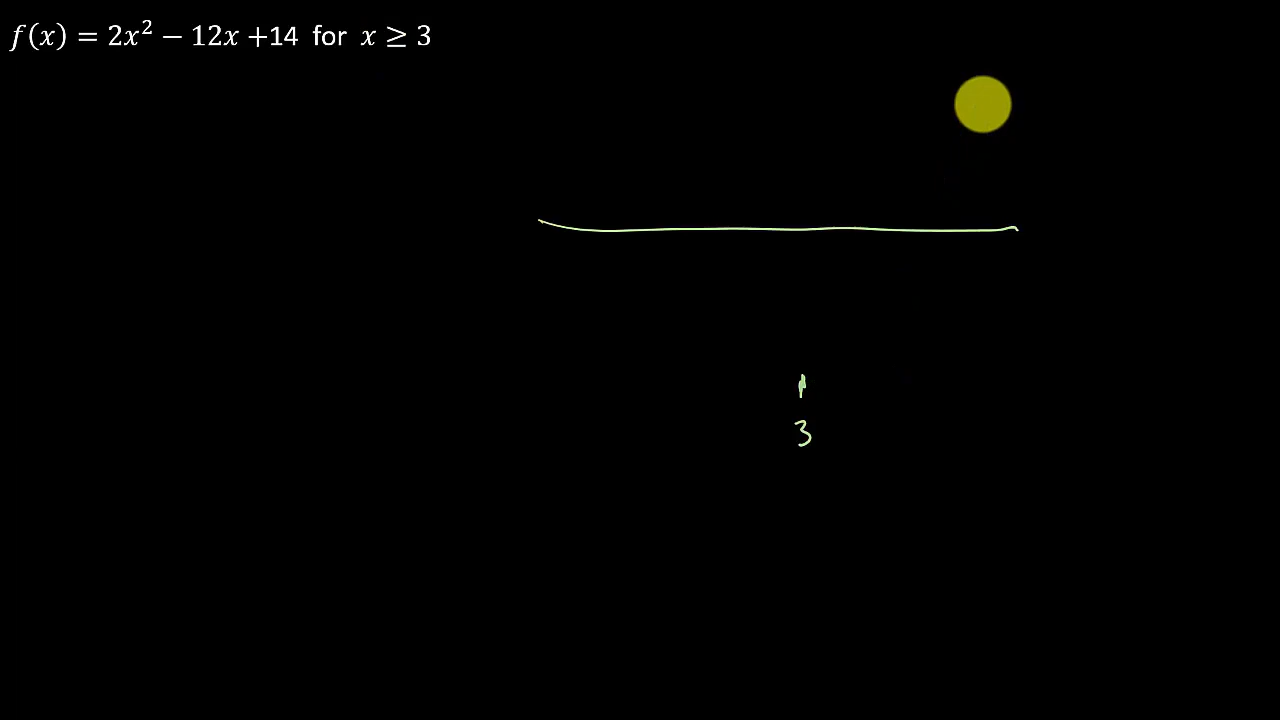 f(x) = 2x² − 12x +14 for x ≥ 3
3